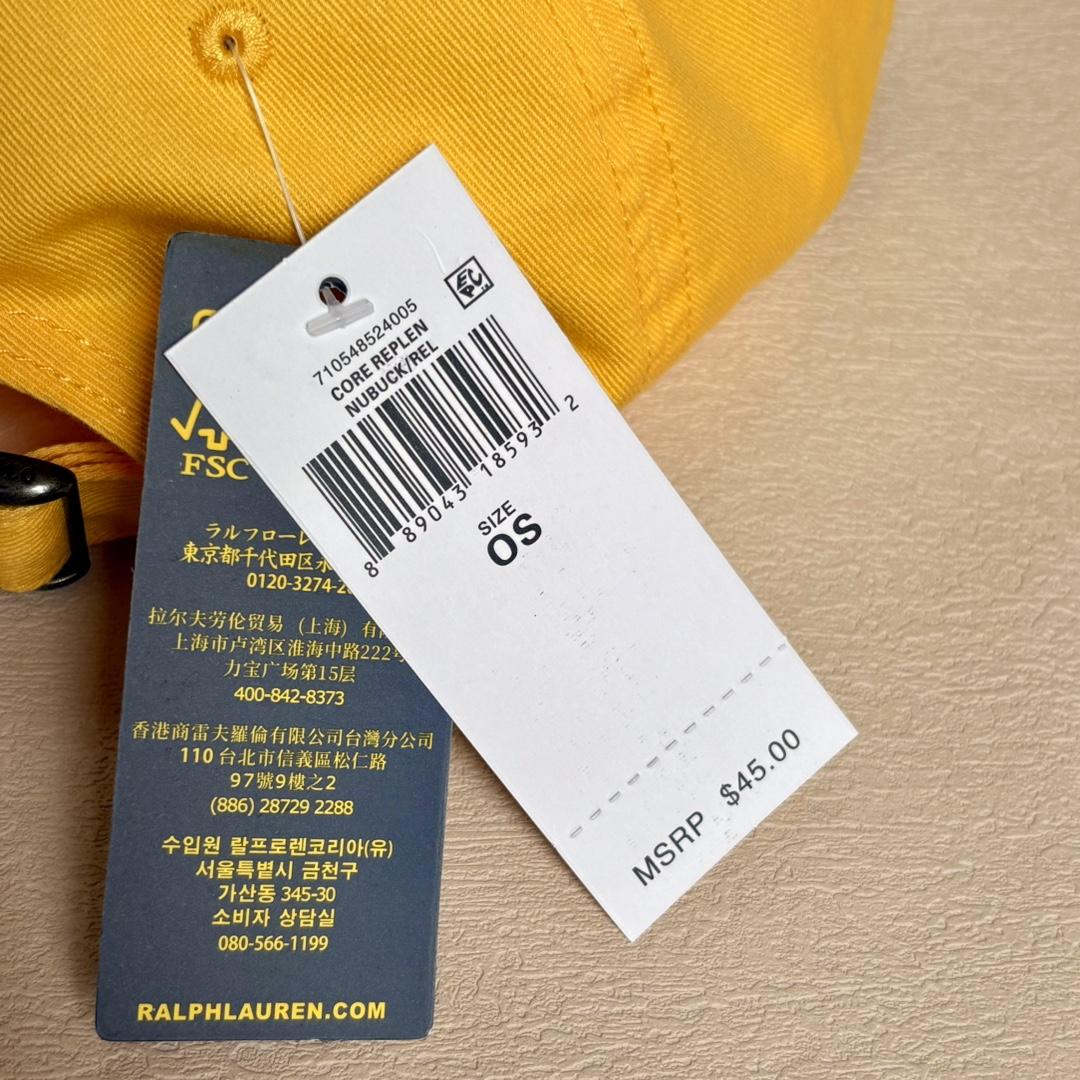 710548524005
CORE REPLEN
NUBUCK/REL
8 89043 18593 2
SIZE
OS
MSRP $45.00
FSC
ラルフローレ
東京都千代田区永
0120-3274-2
拉尔夫劳伦贸易 (上海) 有
上海市卢湾区淮海中路222号
力宝广场第15层
400-842-8373
香港商雷夫羅倫有限公司台灣分公司
110 台北市信義區松仁路
97號9樓之2
(886) 28729 2288
수입원 랄프로렌코리아(유)
서울특별시 금천구
가산동 345-30
소비자 상담실
080-566-1199
RALPHLAUREN.COM